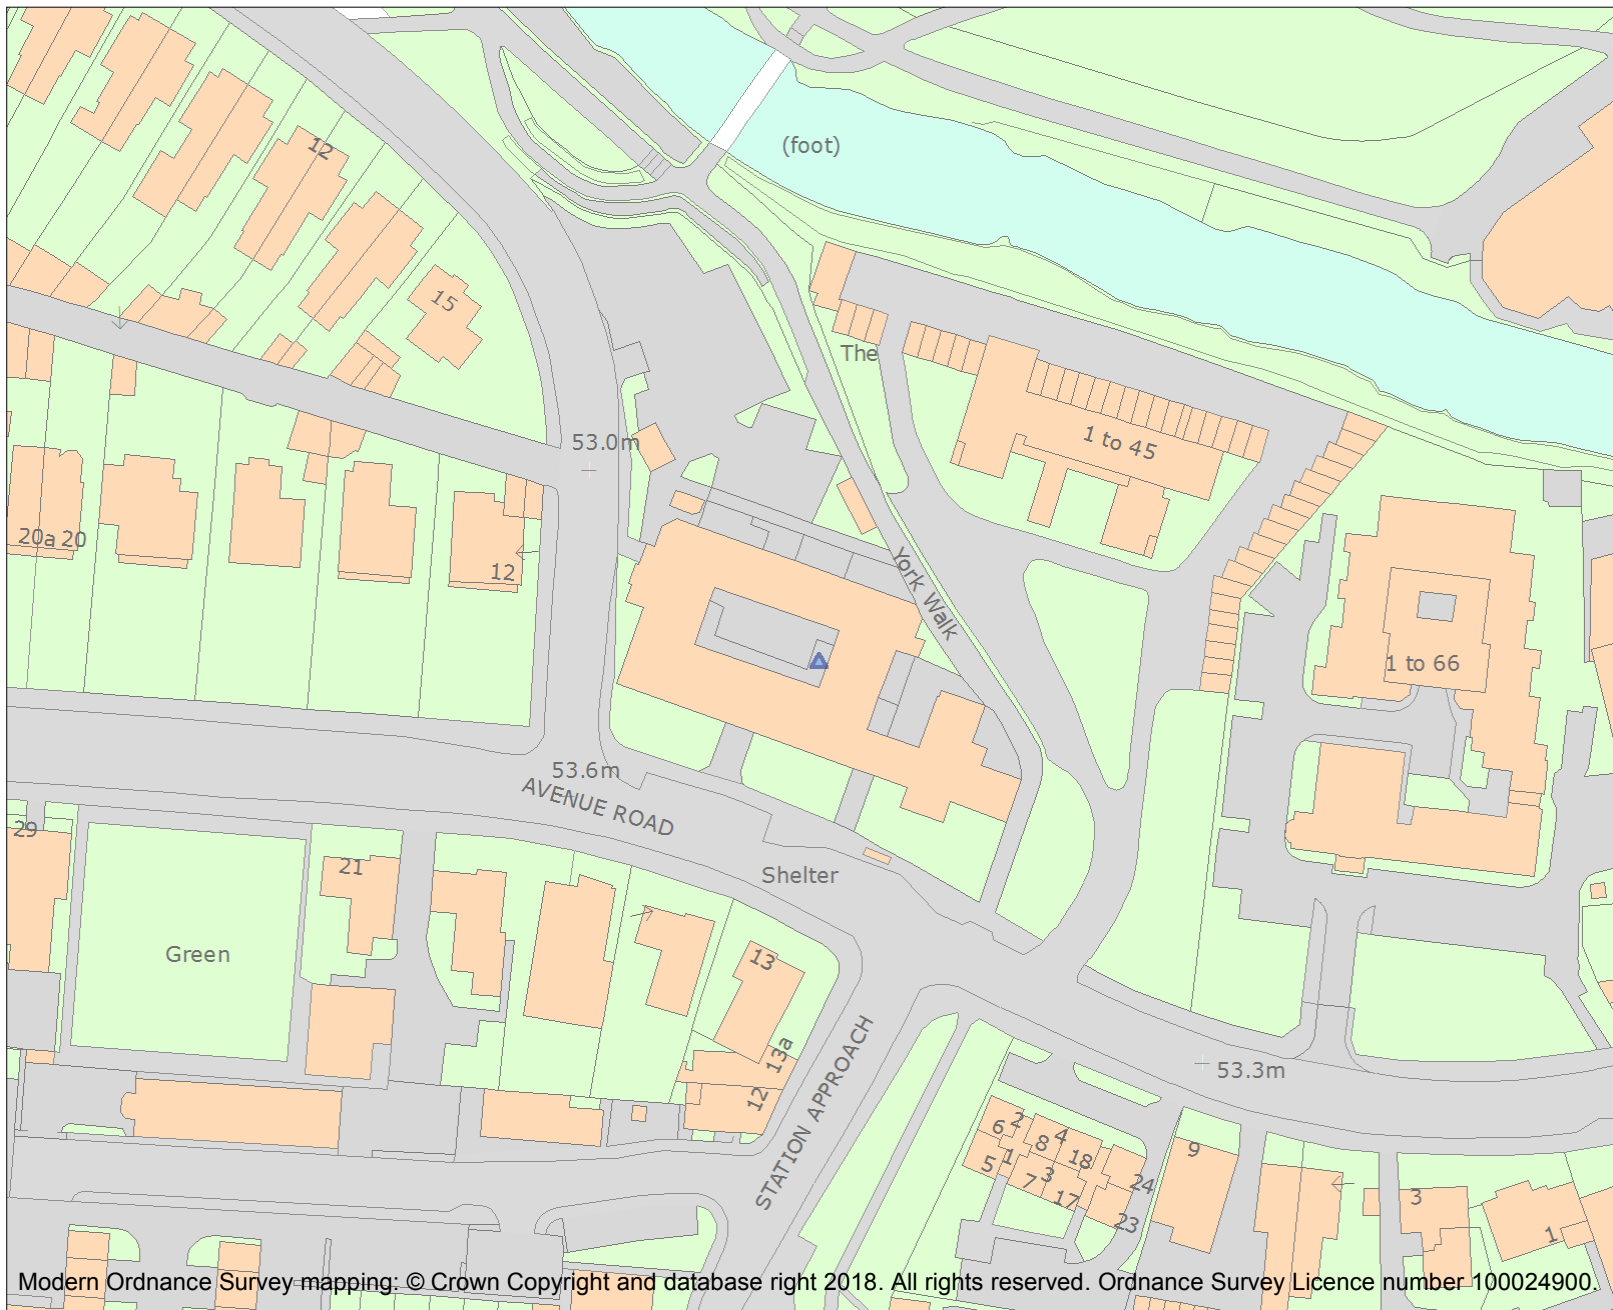 (foot)
12
15
The
53.0m
1 to 45
20a 20
12
York Walk
1 to 66
53.6m
AVENUE ROAD
29
21
Shelter
Green
13
13a
12
STATION APPROACH
53.3m
6 2
8 4
18
5 1
7 3
17
24
23
9
3
1
Modern Ordnance Survey mapping: © Crown Copyright and database right 2018. All rights reserved. Ordnance Survey Licence number 100024900.